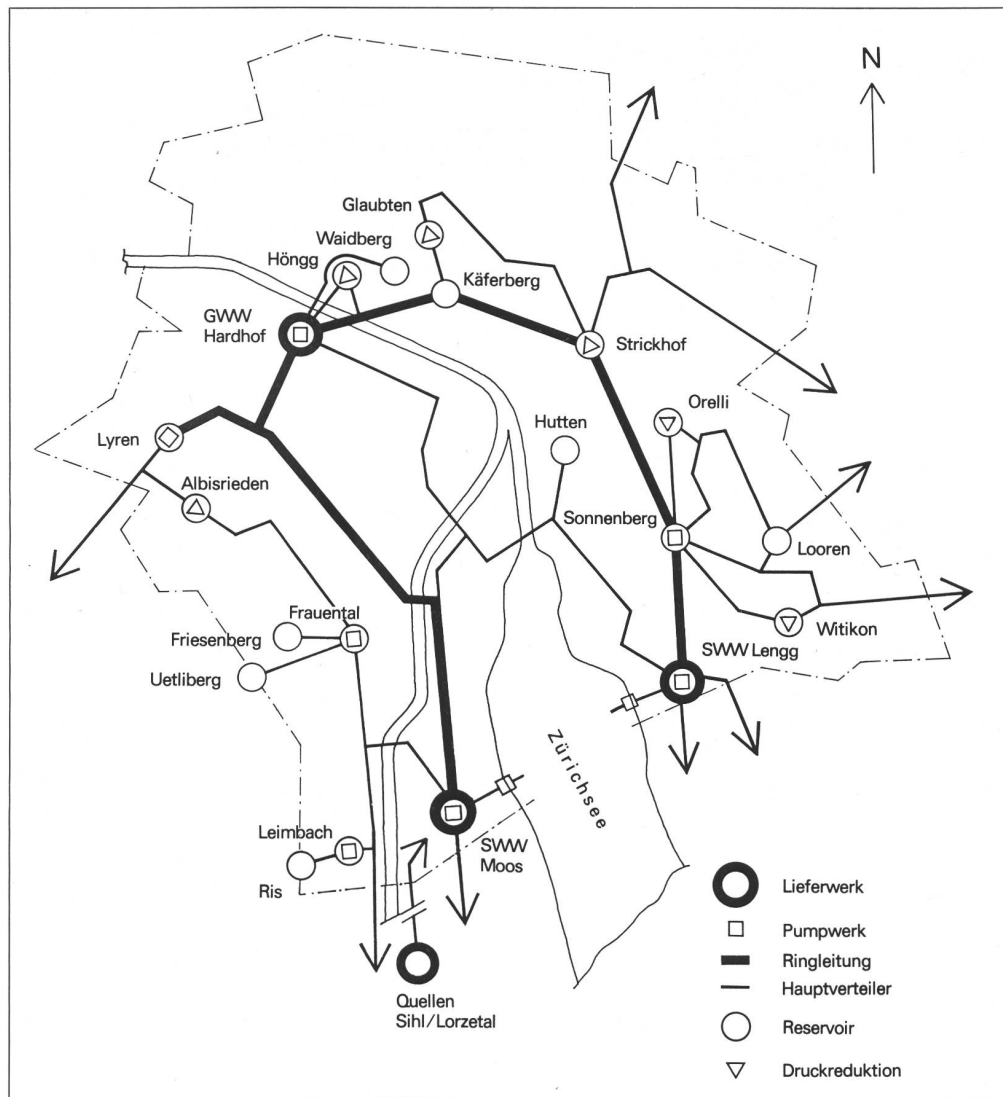 N
Glaubten
Waidberg
Höngg
Käferberg
GWW
Hardhof
Strickhof
Orelli
Hutten
Lyren
Albisrieden
Sonnenberg
Looren
Frauental
Friesenberg
Witikon
Uetliberg
SWW Lengg
Zürichsee
Leimbach
SWW
Moos
Ris
Quellen
Sihl/Lorzetal
Lieferwerk
Pumpwerk
Ringleitung
Hauptverteiler
Reservoir
Druckreduktion